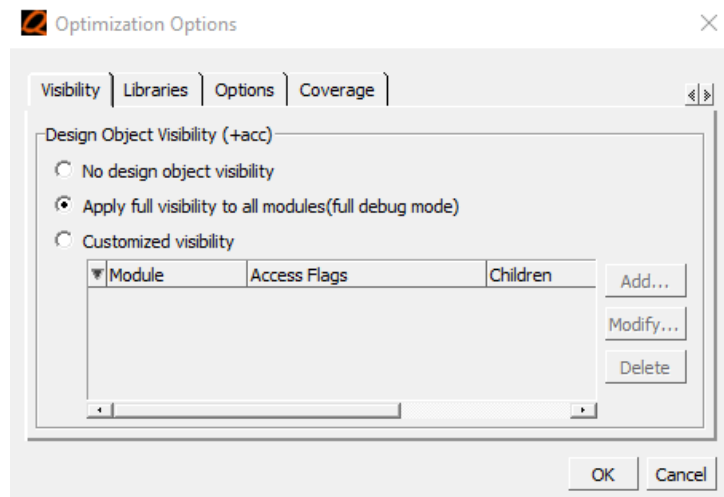 Optimization Options
Visibility Libraries Options Coverage
Design Object Visibility (+acc)
No design object visibility
Apply full visibility to all modules(full debug mode)
Customized visibility
Module Access Flags Children
Add...
Modify...
Delete
OK Cancel